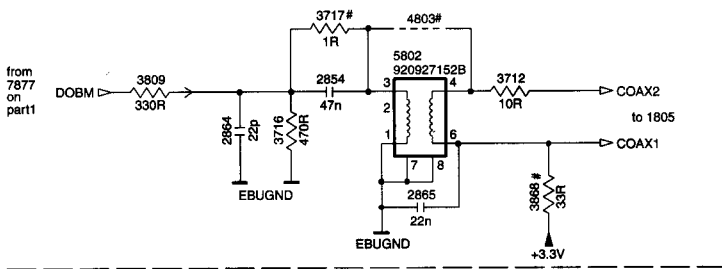 3717#
1R
4803#
5802
920927152B
from
7877
on
part1
DOBM
3809
330R
2854
47n
3
4
3712
10R
COAX2
2
to 1805
2864
22p
3716
470R
1
6
COAX1
7
8
EBUGND
2865
22n
3868#
33R
EBUGND
+3.3V